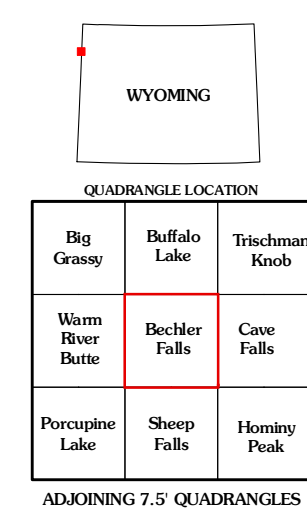 WYOMING
QUADRANGLE LOCATION
Big
Grassy
Buffalo
Lake
Trischman
Knob
Warm
River
Butte
Bechler
Falls
Cave
Falls
Porcupine
Lake
Sheep
Falls
Hominy
Peak
ADJOINING 7.5' QUADRANGLES